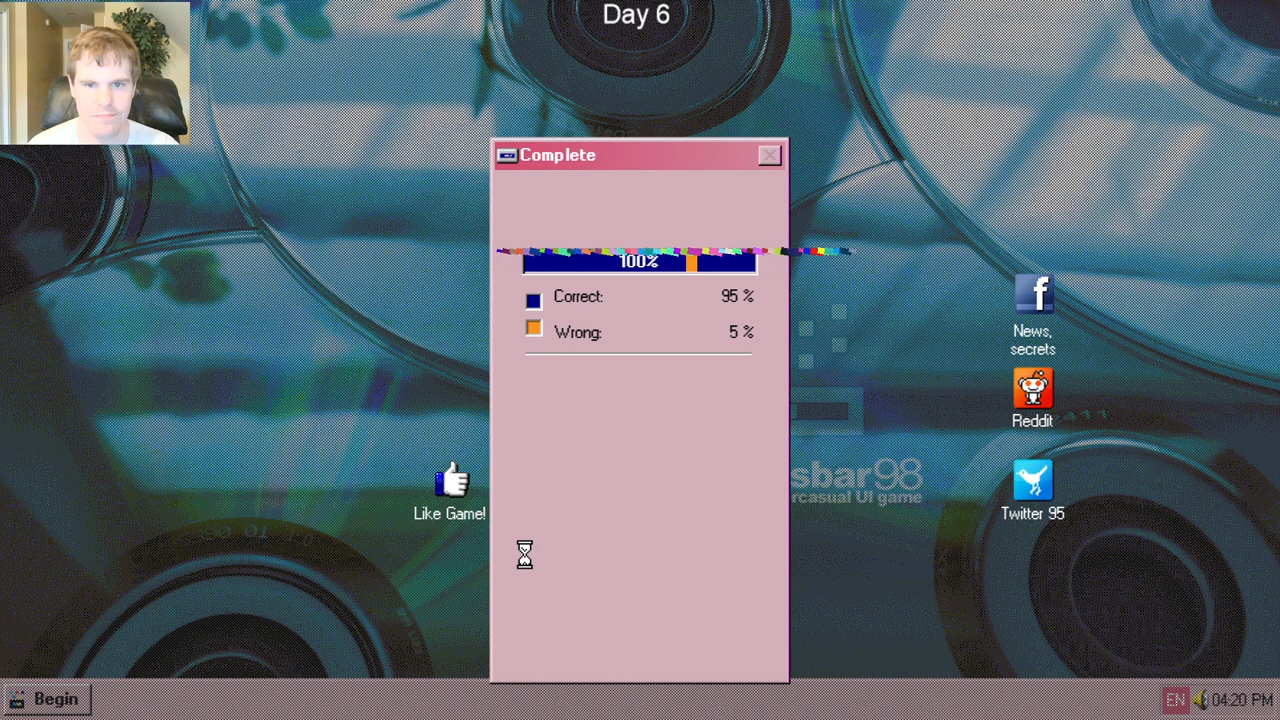 Day 6
Complete
100%
Correct: 95 %
Wrong: 5 %
News,
secrets
Reddit
sbar98
rcasual UI game
Like Game!
Twitter 95
Begin
EN 04:20 PM